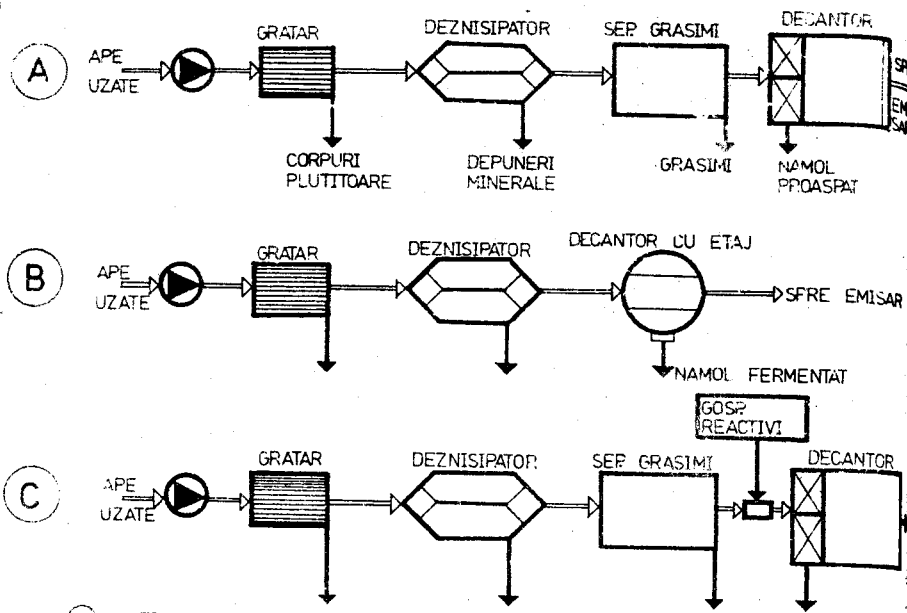 A
APE
UZATE
GRATAR
DEZNISIPATOR
SEP. GRASIMI
DECANTOR
CORPURI
PLUTITOARE
DEPUNERI
MINERALE
GRASIMI
NAMOL
PROASPAT
B
APE
UZATE
GRATAR
DEZNISIPATOR
DECANTOR CU ETAJ
SPRE EMISAR
NAMOL FERMENTAT
C
APE
UZATE
GRATAR
DEZNISIPATOR
SEP. GRASIMI
GOSP.
REACTIVI
DECANTOR